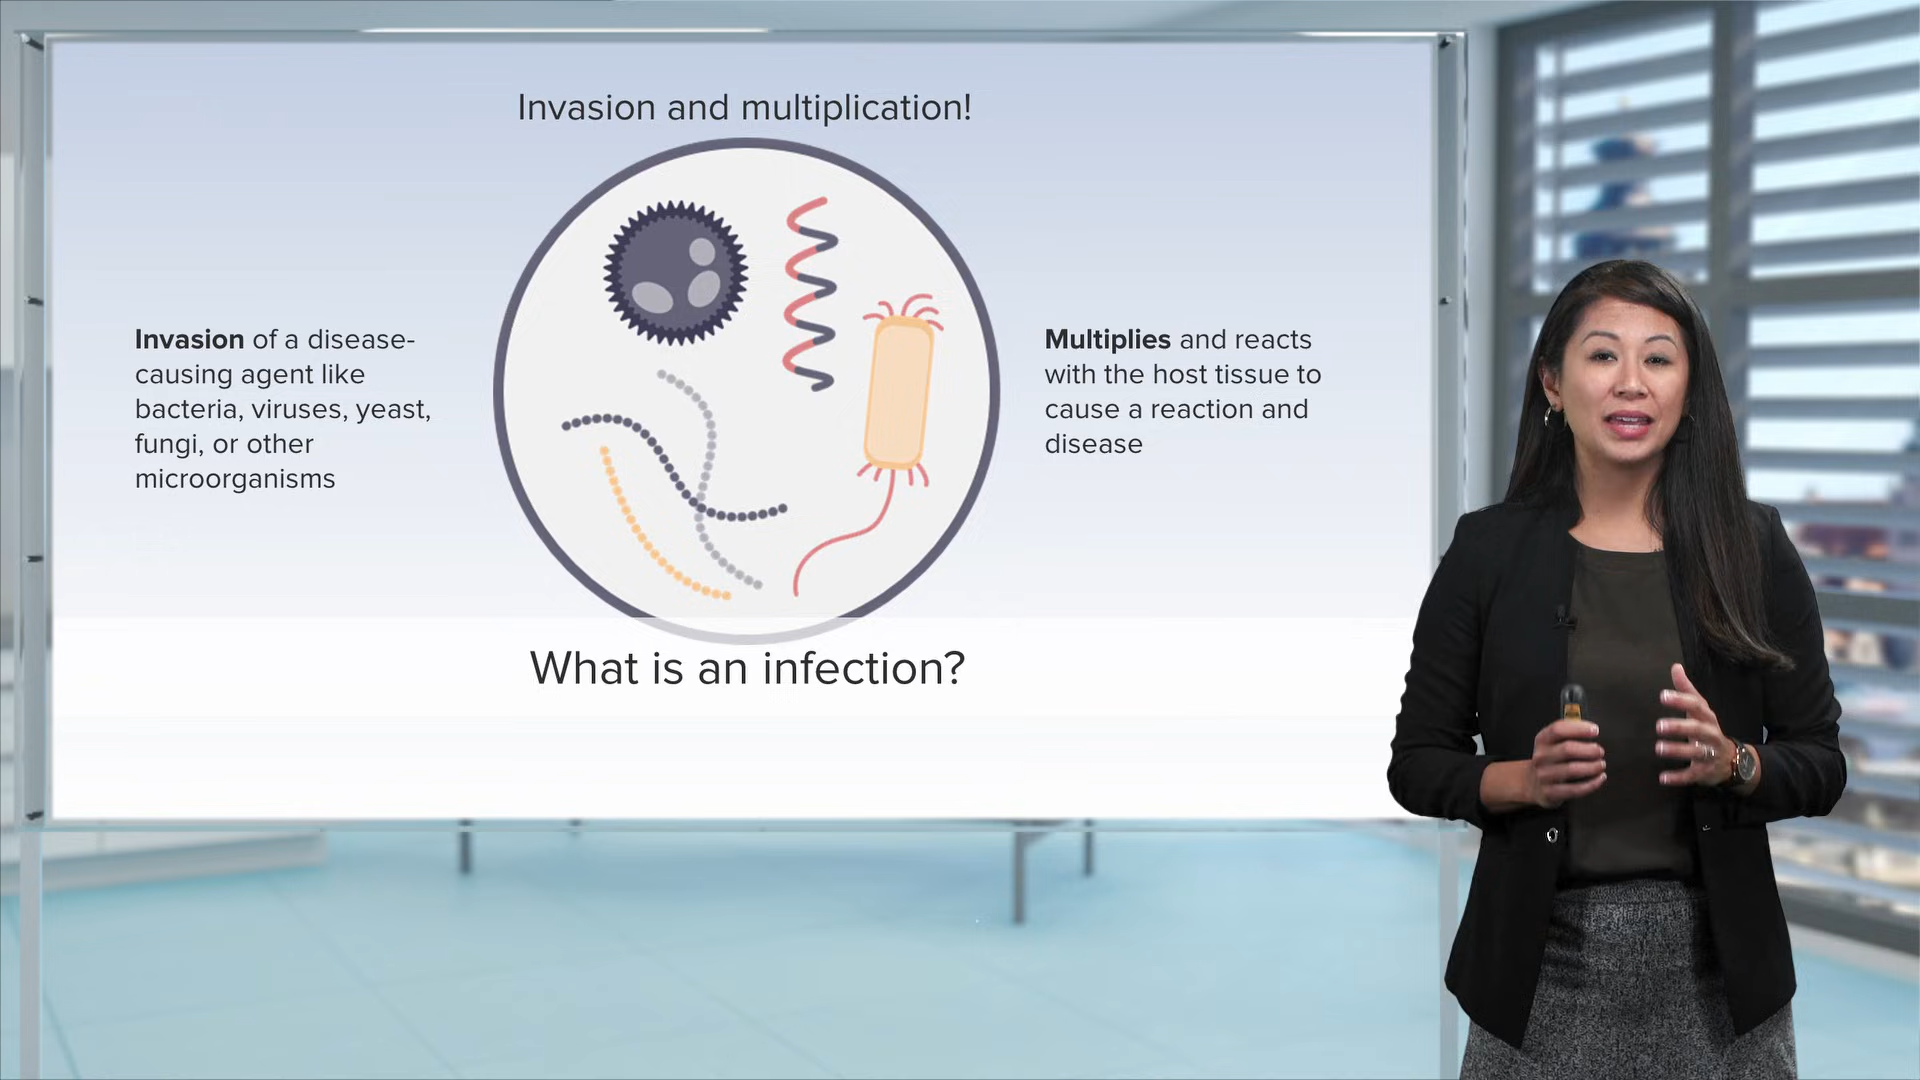 Invasion and multiplication!
Invasion of a disease-
causing agent like
bacteria, viruses, yeast,
fungi, or other
microorganisms
Multiplies and reacts
with the host tissue to
cause a reaction and
disease
What is an infection?